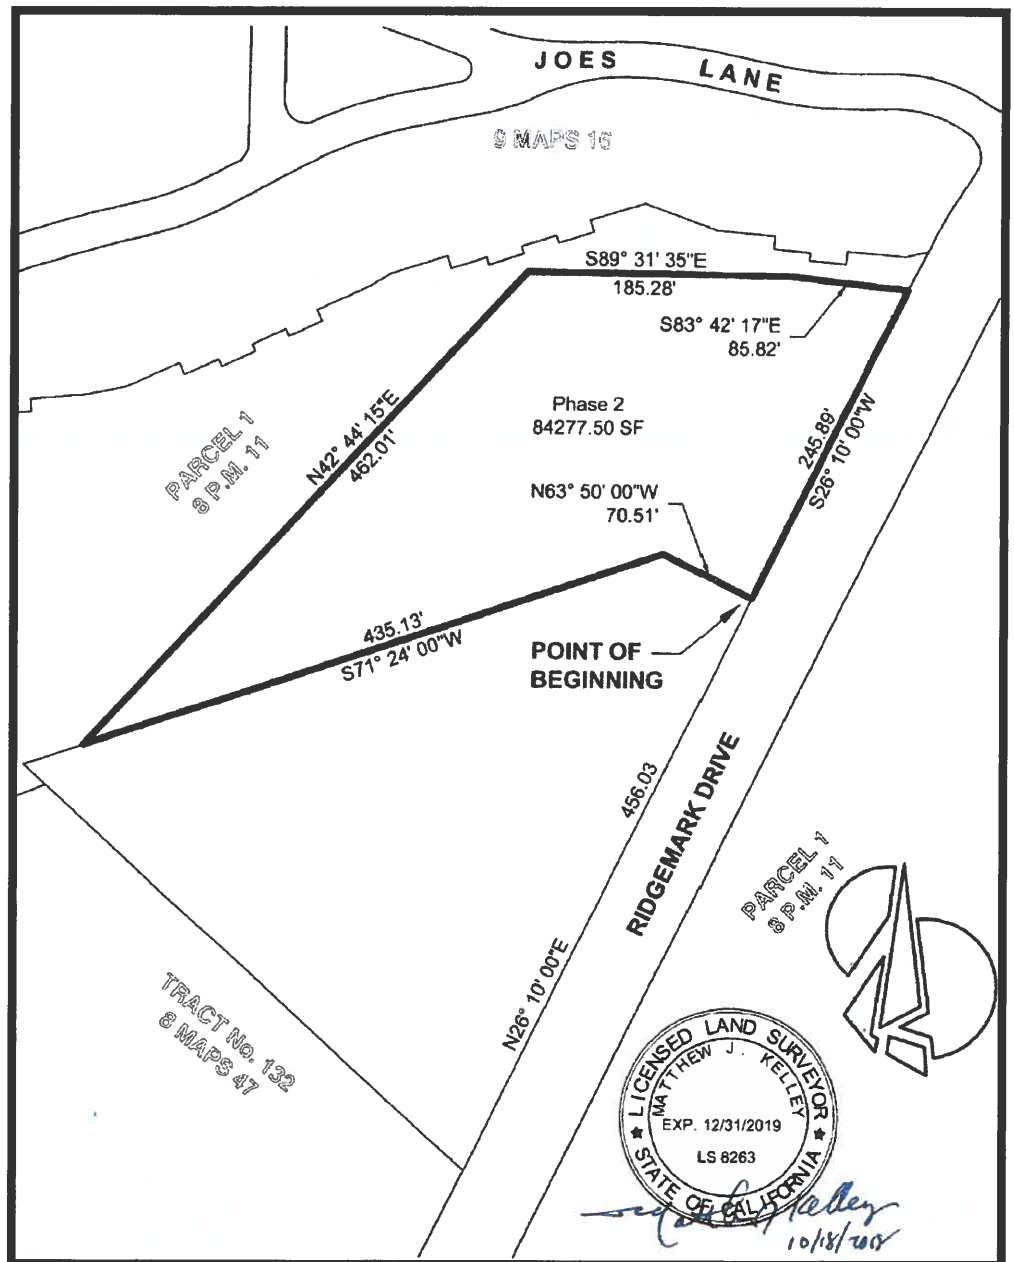 JOES LANE
9 MAPS 16
S89° 31' 35"E
185.28'
S83° 42' 17"E
85.82'
N42° 44' 15"E
462.01'
Phase 2
84277.50 SF
245.89'
S26° 10' 00"W
PARCEL 1
8 P.M. 11
N63° 50' 00"W
70.51'
435.13'
S71° 24' 00"W
POINT OF
BEGINNING
456.03
RIDGEMARK DRIVE
PARCEL 1
8 P.M. 11
N26° 10' 00"E
TRACT No. 132
8 MAPS 47
LICENSED LAND SURVEYOR
MATTHEW J. KELLEY
EXP. 12/31/2019
LS 8263
STATE OF CALIFORNIA
Kelley
10/18/2018